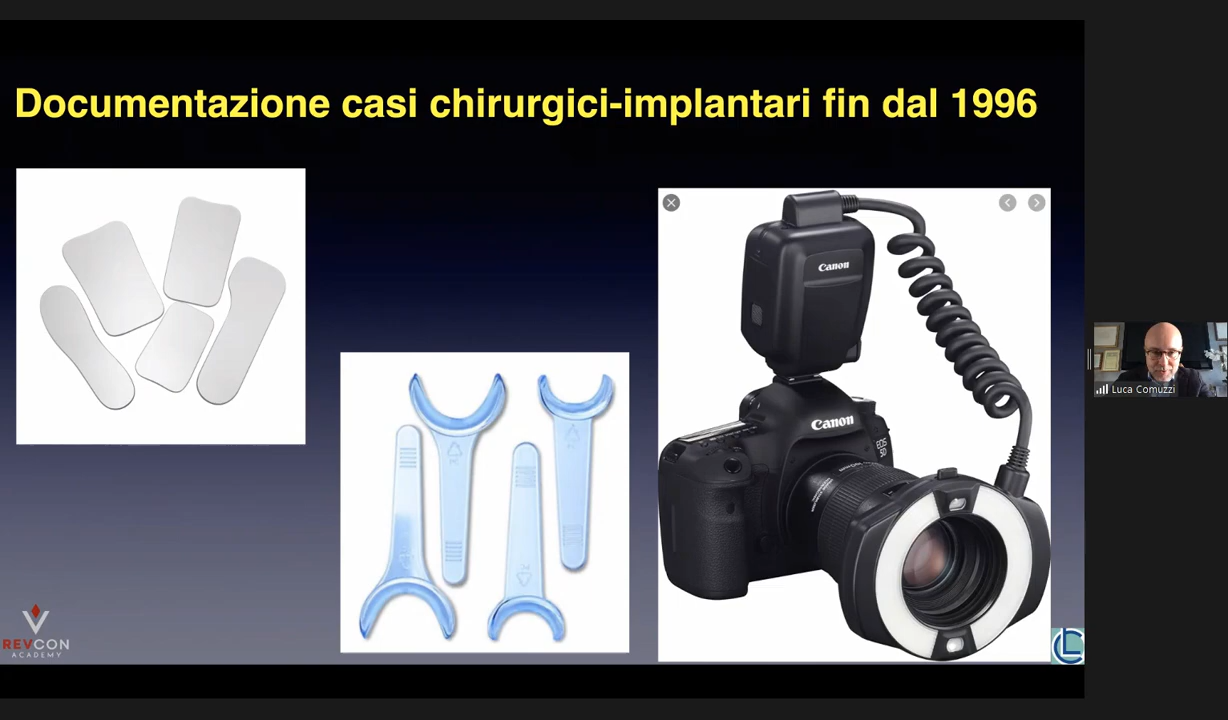 Documentazione casi chirurgici-implantari fin dal 1996
Canon
Canon
EOS
5D
Luca Comuzzi
REVCON
ACADEMY